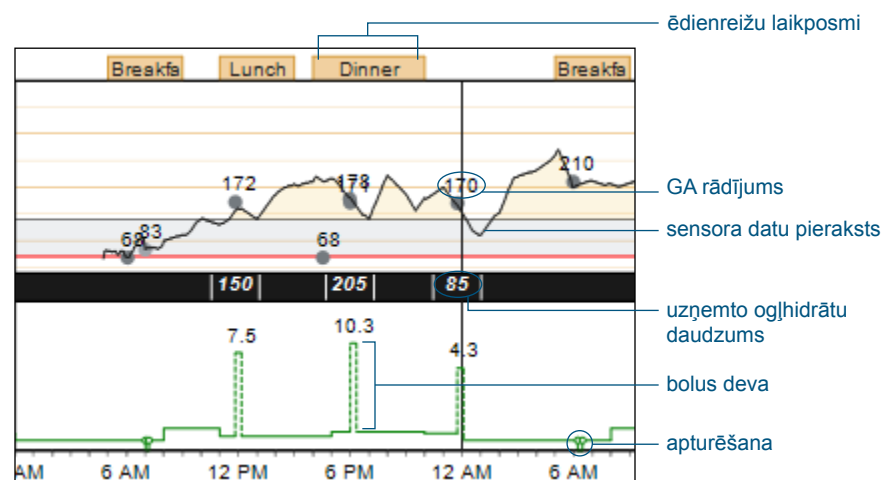 ēdienreižu laikposmi
Breakfa Lunch Dinner Breakfa
172 210
170
GA rādījums
83
68
68
sensora datu pieraksts
150 205 85
uzņemto ogļhidrātu
daudzums
7.5 10.3 4.3
bolus deva
apturēšana
AM 6 AM 12 PM 6 PM 12 AM 6 AM